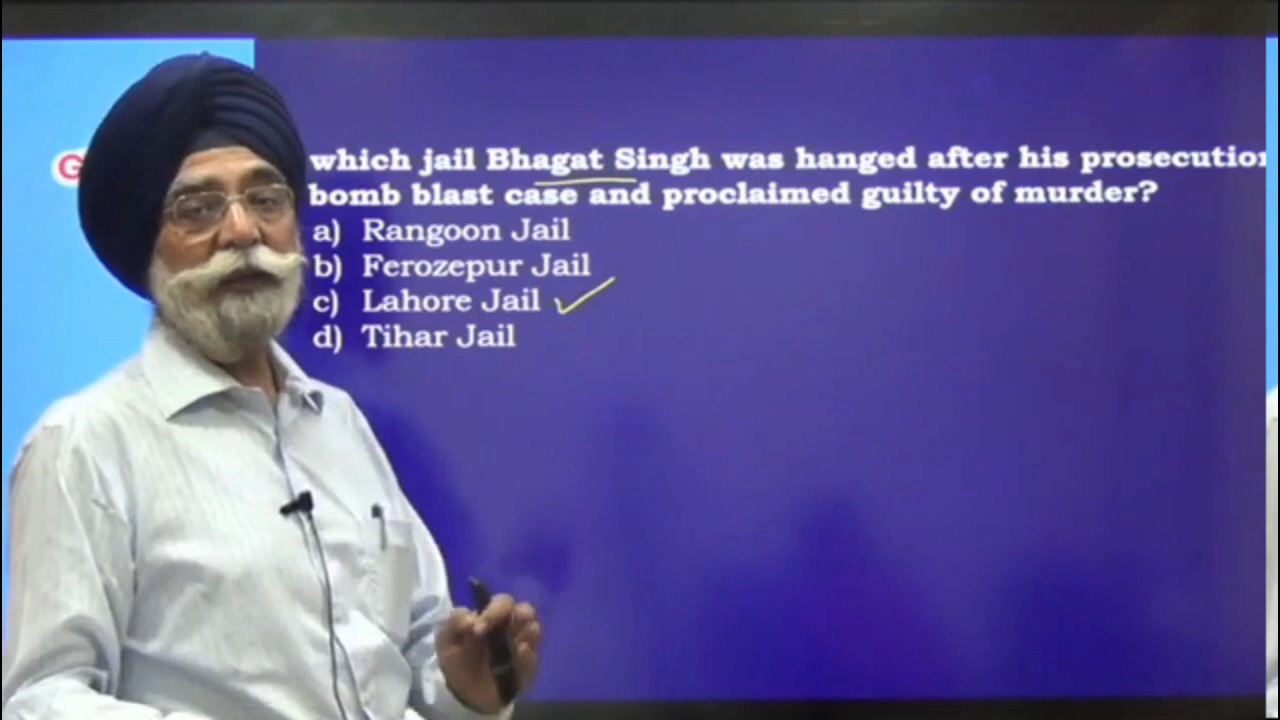 G
which jail Bhagat Singh was hanged after his prosecution
bomb blast case and proclaimed guilty of murder?
a) Rangoon Jail
b) Ferozepur Jail
c) Lahore Jail
d) Tihar Jail